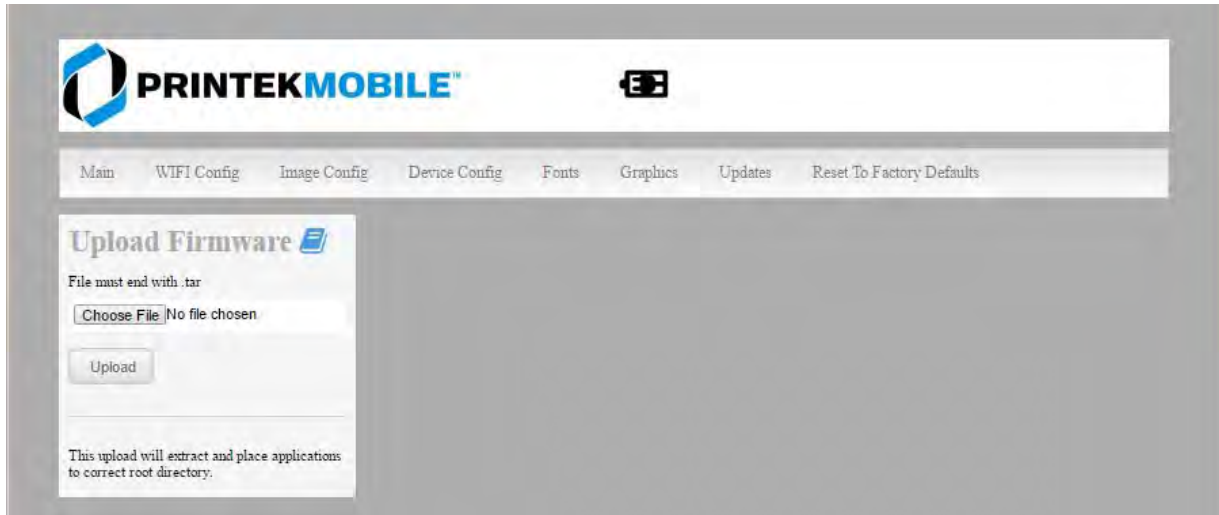 PRINTEKMOBILE™
Main WIFI Config Image Config Device Config Fonts Graphics Updates Reset To Factory Defaults
Upload Firmware
File must end with .tar
Choose File No file chosen
Upload
This upload will extract and place applications
to correct root directory.